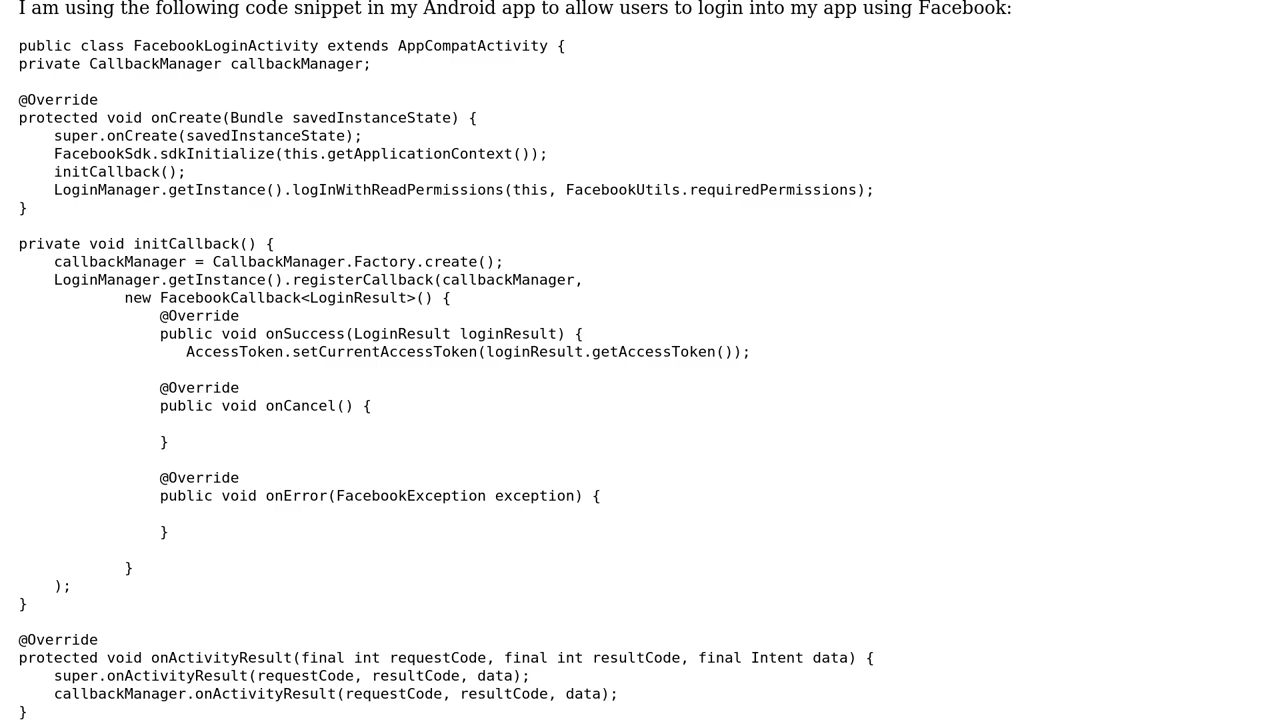 I am using the following code snippet in my Android app to allow users to login into my app using Facebook:
public class FacebookLoginActivity extends AppCompatActivity {
private CallbackManager callbackManager;

@Override
protected void onCreate(Bundle savedInstanceState) {
    super.onCreate(savedInstanceState);
    FacebookSdk.sdkInitialize(this.getApplicationContext());
    initCallback();
    LoginManager.getInstance().logInWithReadPermissions(this, FacebookUtils.requiredPermissions);
}

private void initCallback() {
    callbackManager = CallbackManager.Factory.create();
    LoginManager.getInstance().registerCallback(callbackManager,
            new FacebookCallback<LoginResult>() {
                @Override
                public void onSuccess(LoginResult loginResult) {
                   AccessToken.setCurrentAccessToken(loginResult.getAccessToken());

                @Override
                public void onCancel() {

                }

                @Override
                public void onError(FacebookException exception) {

                }

            }
    );
}

@Override
protected void onActivityResult(final int requestCode, final int resultCode, final Intent data) {
    super.onActivityResult(requestCode, resultCode, data);
    callbackManager.onActivityResult(requestCode, resultCode, data);
}